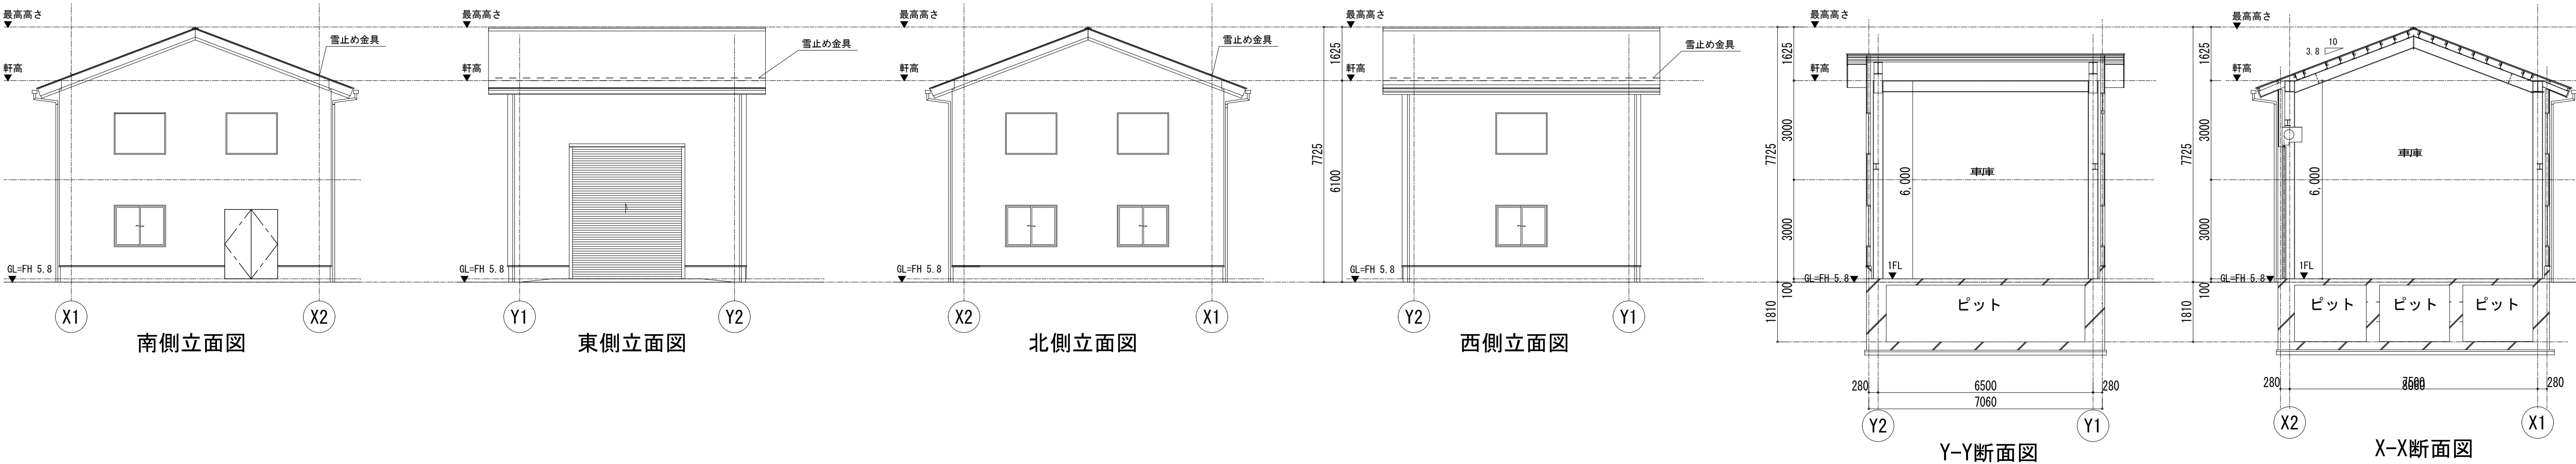 最高高さ
雪止め金具
軒高
GL=FH 5.8
X1
X2
南側立面図
最高高さ
雪止め金具
軒高
GL=FH 5.8
Y1
Y2
東側立面図
最高高さ
雪止め金具
軒高
GL=FH 5.8
X2
X1
北側立面図
最高高さ
雪止め金具
軒高
1625
7725
6100
GL=FH 5.8
Y2
Y1
西側立面図
最高高さ
軒高
1625
3000
7725
3000
6,000
車庫
1FL
GL=FH 5.8
100
1810
ピット
280
6500
280
7060
Y2
Y1
Y-Y断面図
最高高さ
10
3.8
軒高
1625
3000
7725
3000
6,000
車庫
1FL
GL=FH 5.8
100
1810
ピット
ピット
ピット
280
7500
8060
280
X2
X1
X-X断面図